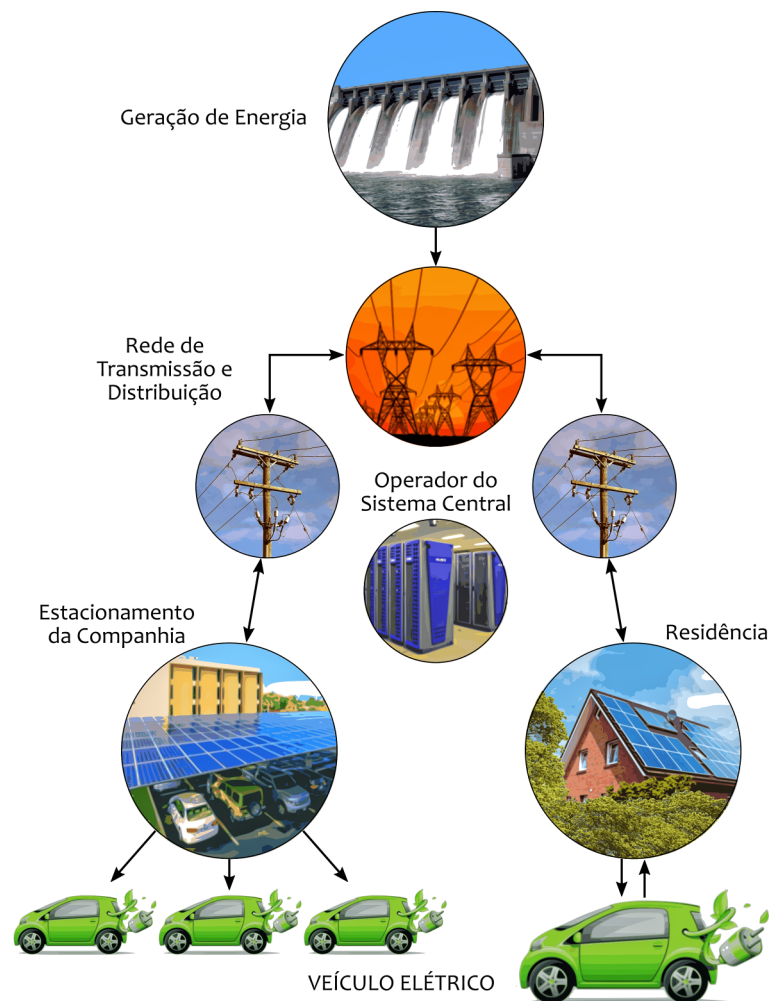 Geração de Energia
Rede de
Transmissão e
Distribuição
Operador do
Sistema Central
Estacionamento
da Companhia
Residência
VEÍCULO ELÉTRICO